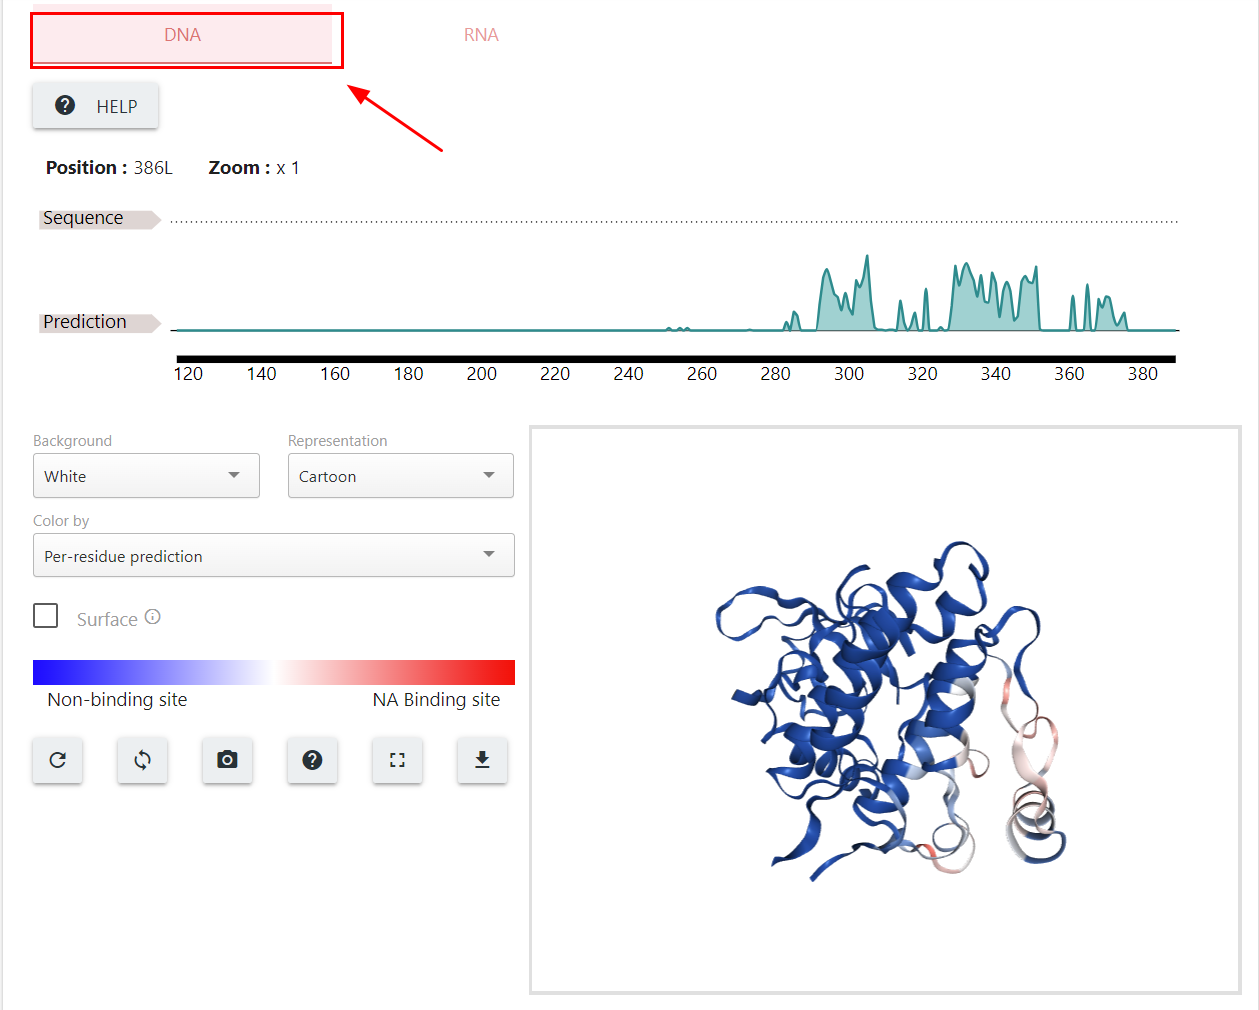 DNA RNA
HELP
Position : 386L Zoom : x 1
Sequence
Prediction
120 140 160 180 200 220 240 260 280 300 320 340 360 380
Background Representation
White Cartoon
Color by
Per-residue prediction
Surface
Non-binding site NA Binding site